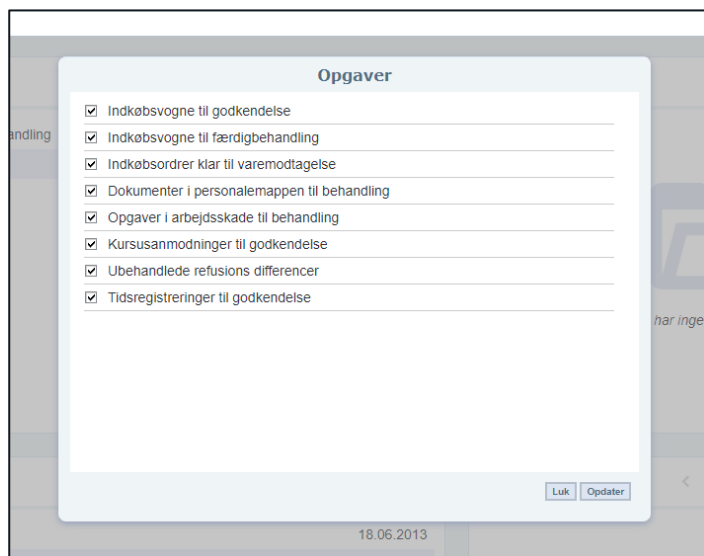 Opgaver
Indkøbsvogne til godkendelse
andling
Indkøbsvogne til færdigbehandling
Indkøbsordrer klar til varemodtagelse
Dokumenter i personalemappen til behandling
Opgaver i arbejdsskade til behandling
Kursusanmodninger til godkendelse
Ubehandlede refusions differencer
Tidsregistreringer til godkendelse
har inge
Luk Opdater
18.06.2013